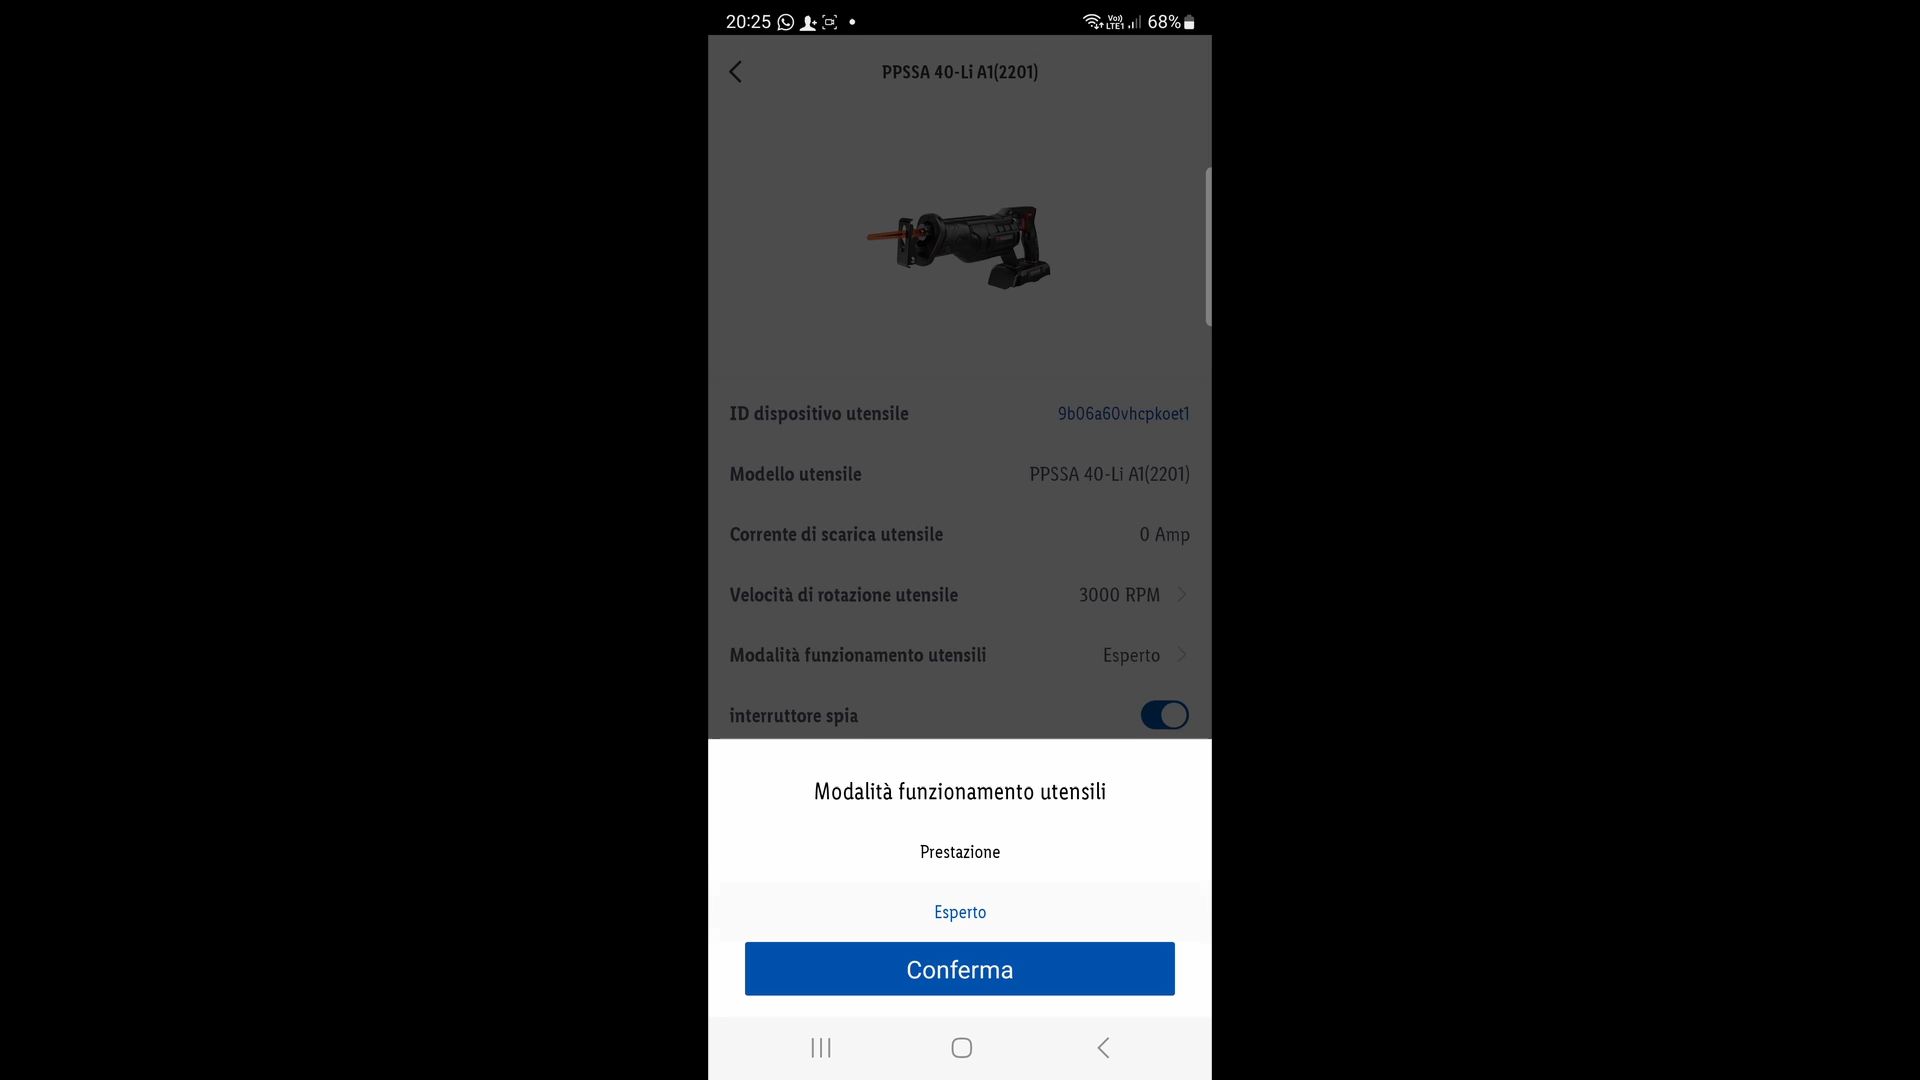 20:25 68%
PPSSA 40-Li A1(2201)
ID dispositivo utensile 9b06a60vhcpkoet1
Modello utensile PPSSA 40-Li A1(2201)
Corrente di scarica utensile 0 Amp
Velocità di rotazione utensile 3000 RPM
Modalità funzionamento utensili Esperto
interruttore spia
Modalità funzionamento utensili
Prestazione
Esperto
Conferma